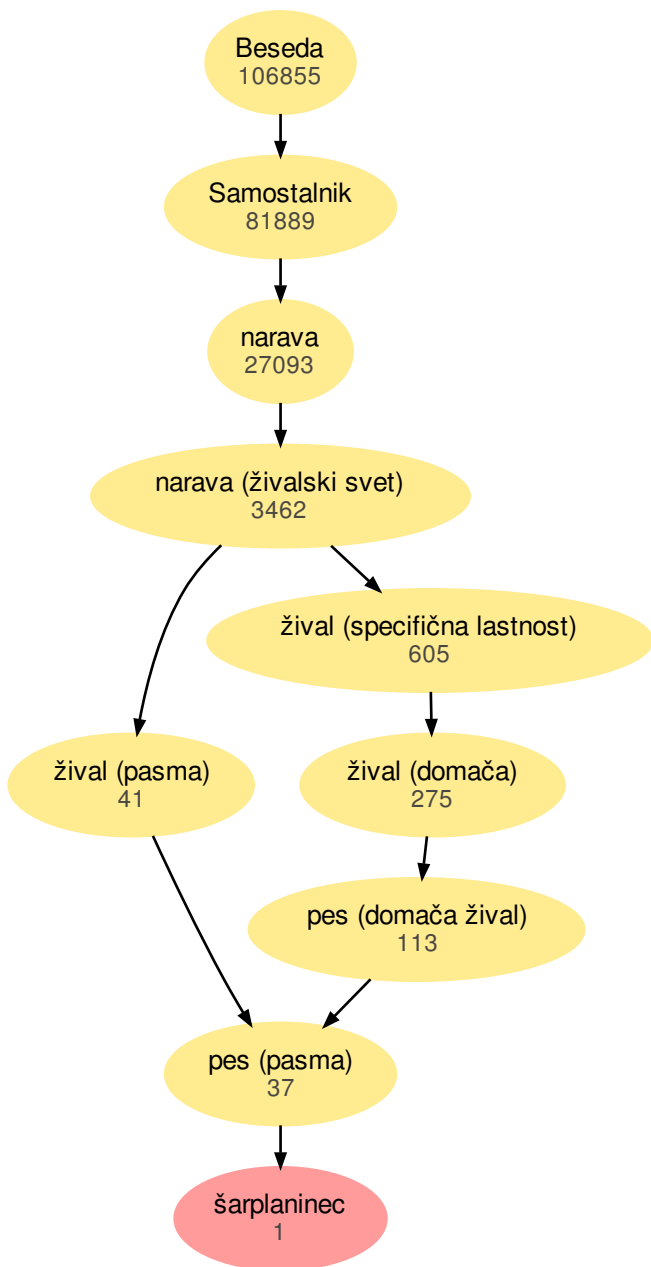 Beseda
106855
Samostalnik
81889
narava
27093
narava (živalski svet)
3462
žival (specifična lastnost)
605
žival (pasma)
41
žival (domača)
275
pes (domača žival)
113
pes (pasma)
37
šarplaninec
1